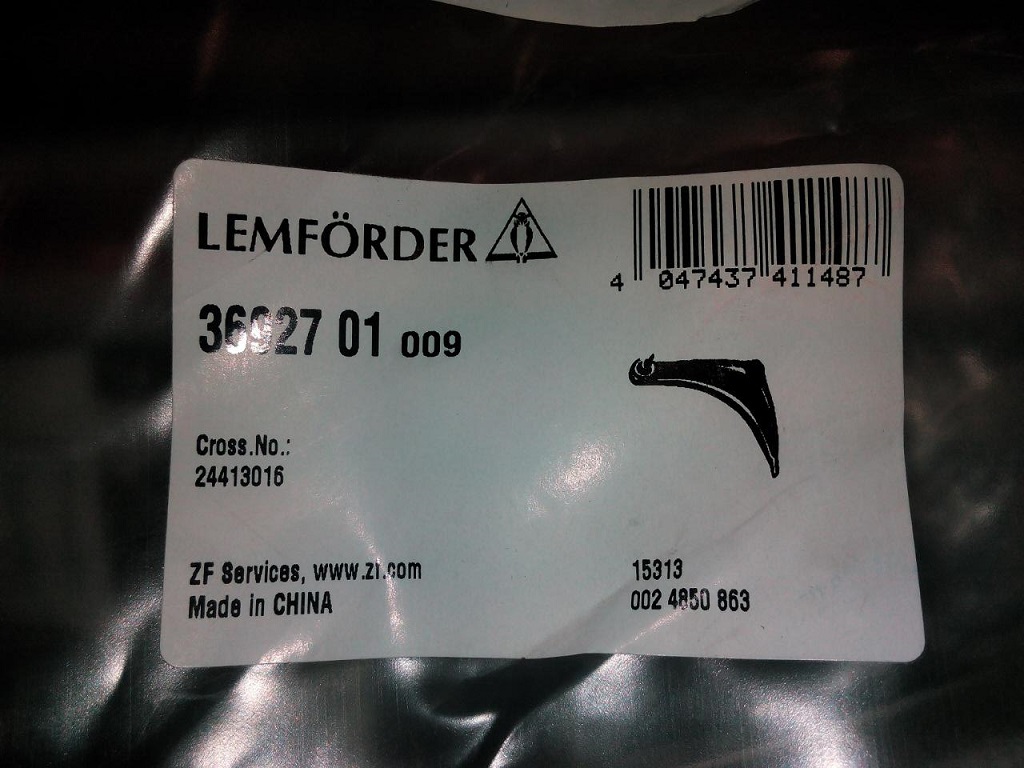 LEMFÖRDER
4 047437 411487
36927 01 009
Cross.No.:
24413016
ZF Services, www.zf.com
Made in CHINA
15313
002 4850 863